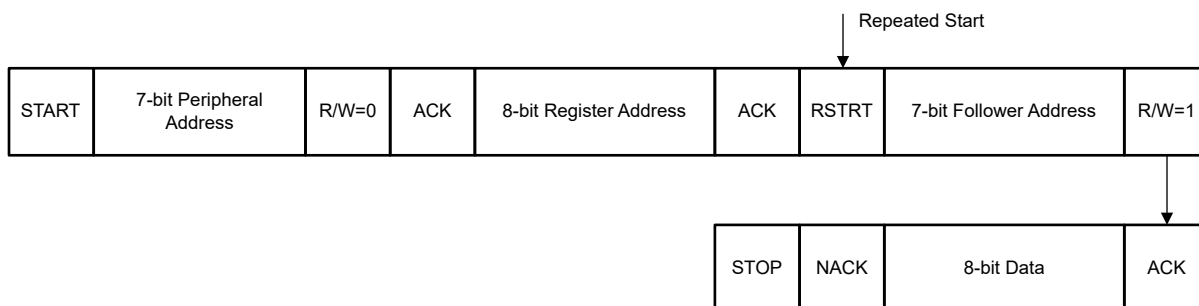 Repeated Start
START
7-bit Peripheral
Address
R/W=0
ACK
8-bit Register Address
ACK
RSTRT
7-bit Follower Address
R/W=1
STOP
NACK
8-bit Data
ACK